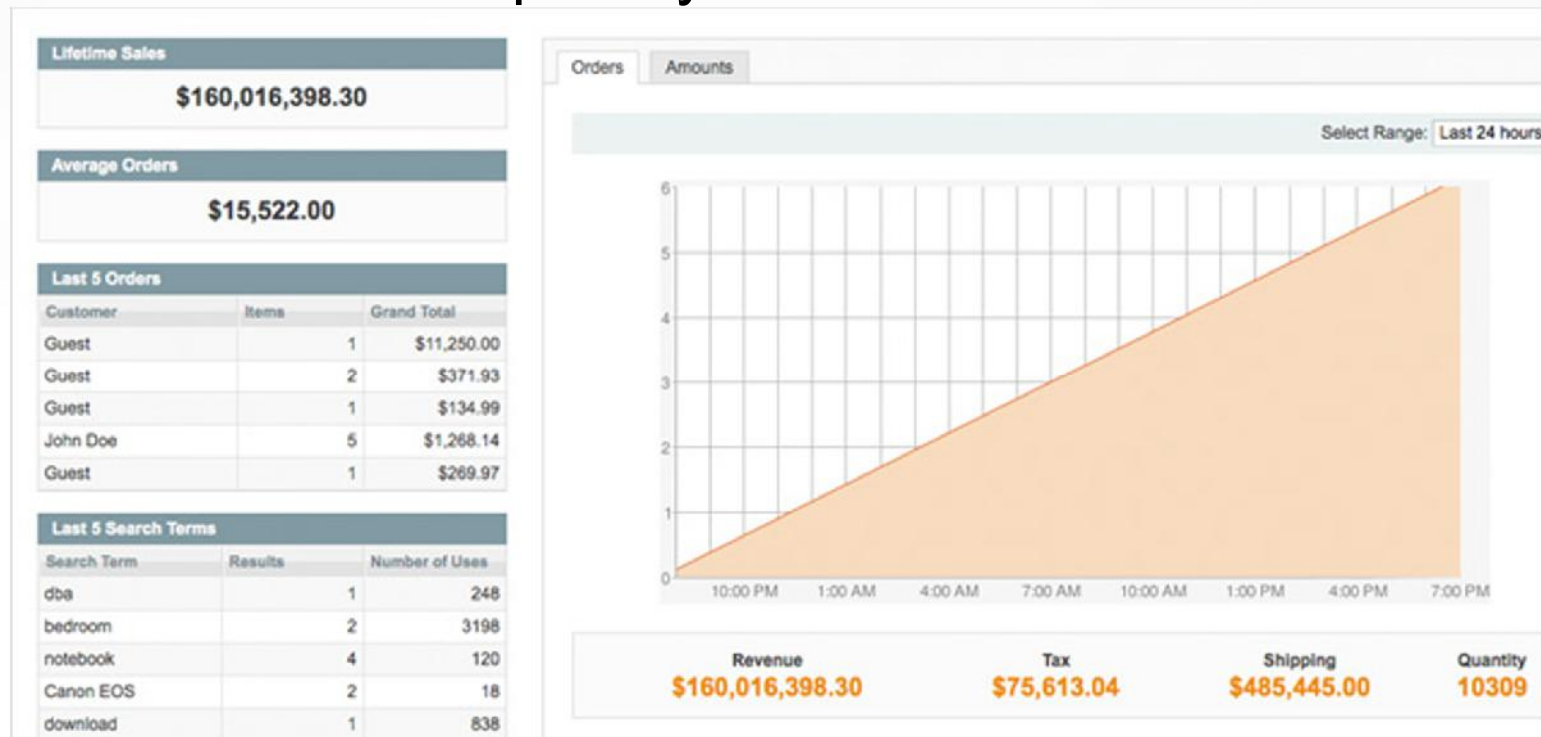 Lifetime Sales
$160,016,398.30
Average Orders
$15,522.00
Last 5 Orders
Customer Items Grand Total
Guest 1 $11,250.00
Guest 2 $371.93
Guest 1 $134.99
John Doe 5 $1,268.14
Guest 1 $269.97
Last 5 Search Terms
Search Term Results Number of Uses
dba 1 248
bedroom 2 3198
notebook 4 120
Canon EOS 2 18
download 1 838
Orders Amounts
Select Range: Last 24 hours
6
5
4
3
2
1
0
10:00 PM 1:00 AM 4:00 AM 7:00 AM 10:00 AM 1:00 PM 4:00 PM 7:00 PM
Revenue Tax Shipping Quantity
$160,016,398.30 $75,613.04 $485,445.00 10309